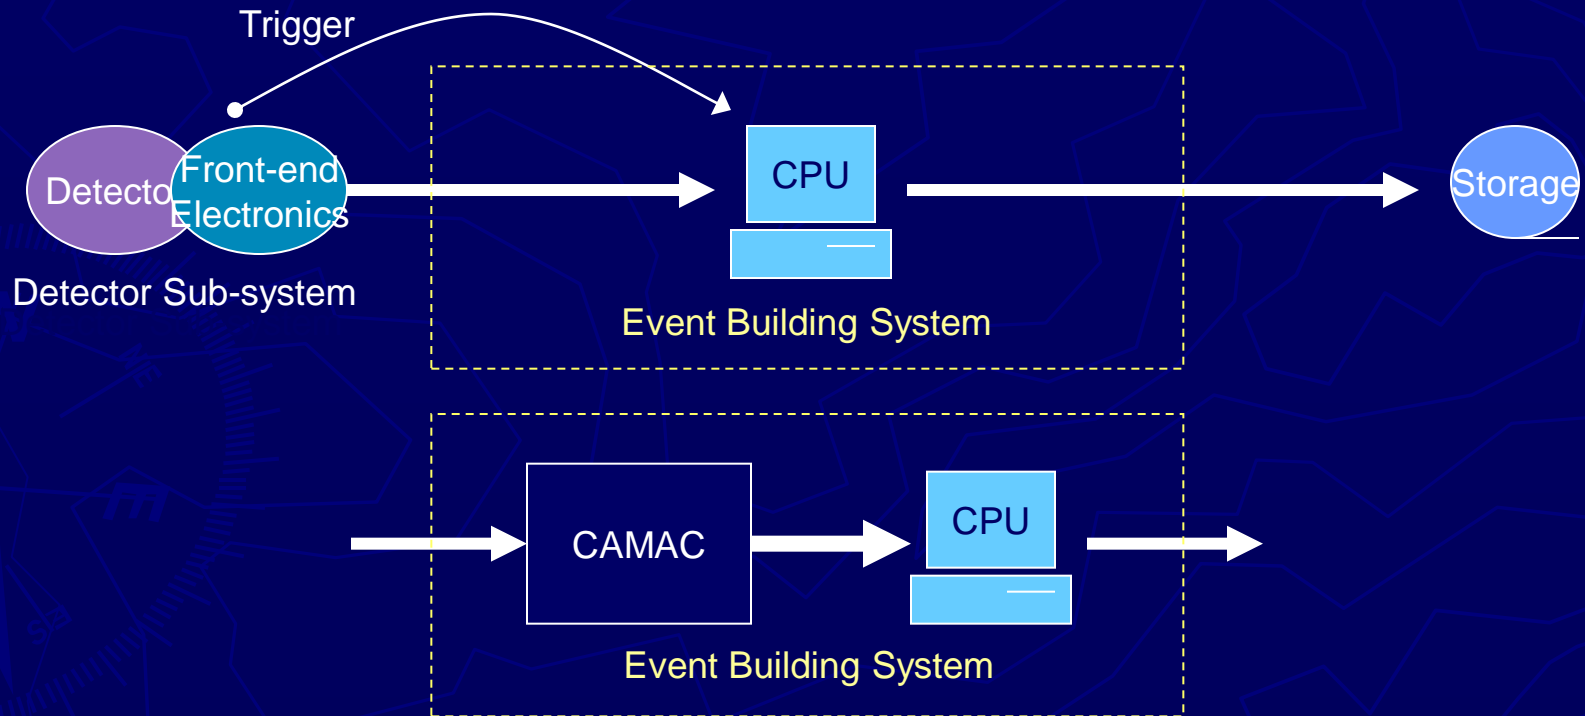 Trigger
Detecto
Front-end
Electronics
CPU
Storage
Detector Sub-system
Event Building System
CAMAC
CPU
Event Building System